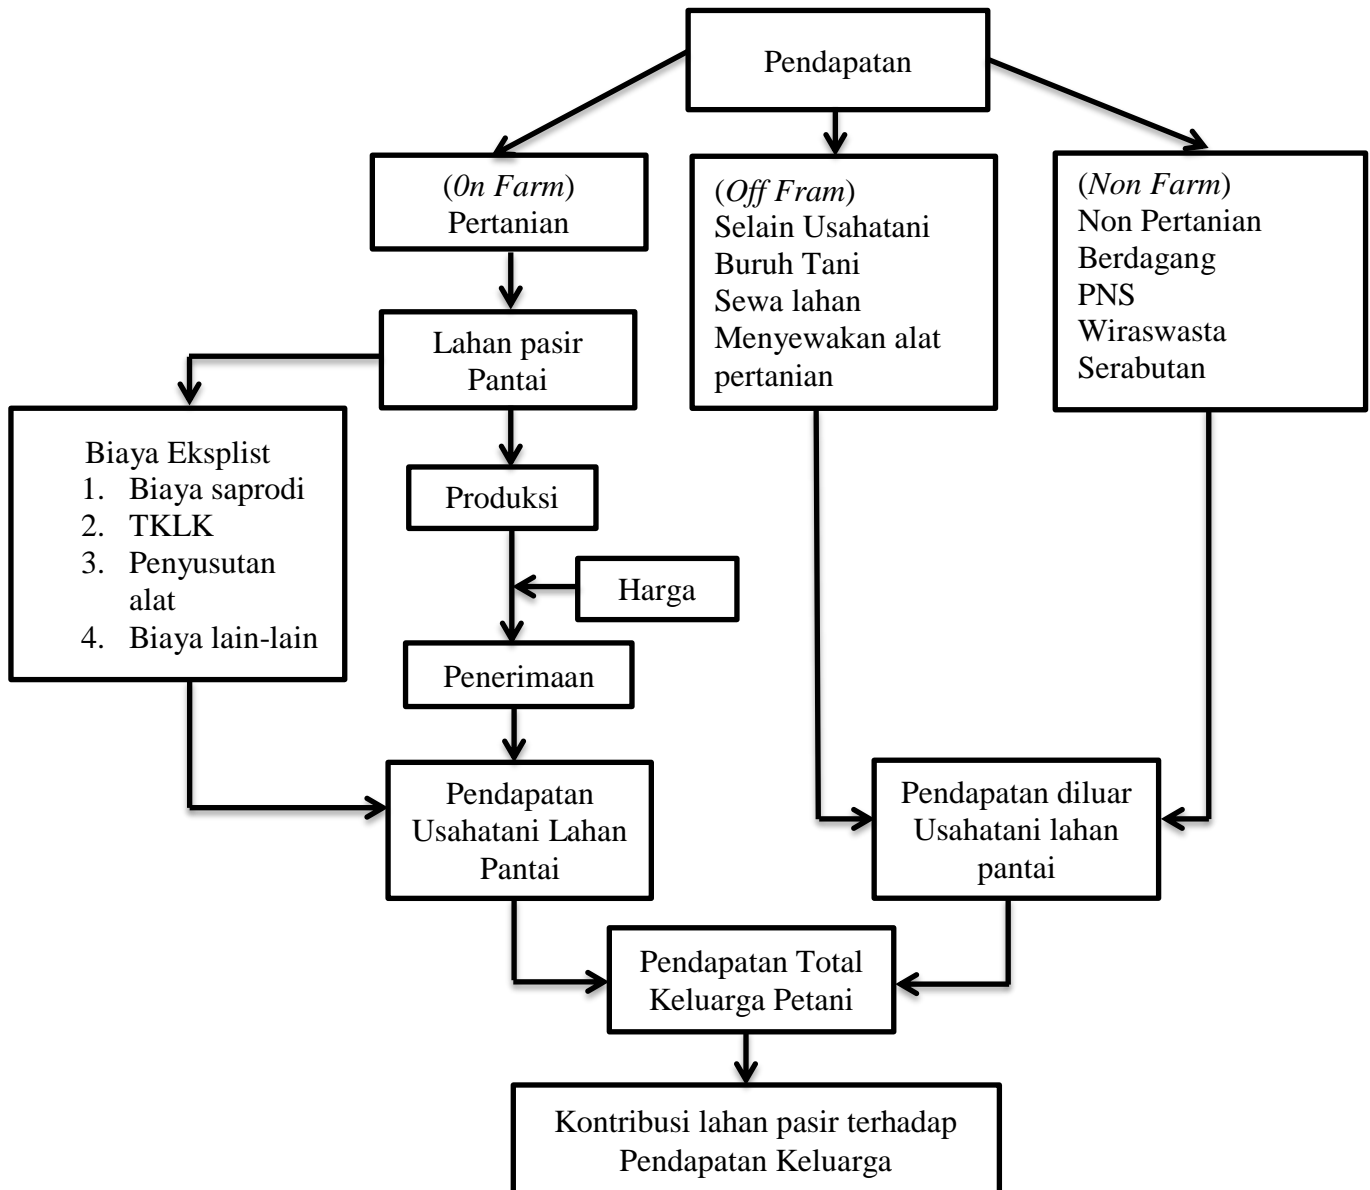 Pendapatan
(0n Farm)
Pertanian
(Off Fram)
Selain Usahatani
Buruh Tani
Sewa lahan
Menyewakan alat
pertanian
(Non Farm)
Non Pertanian
Berdagang
PNS
Wiraswasta
Serabutan
Lahan pasir
Pantai
Biaya Eksplist
1. Biaya saprodi
2. TKLK
3. Penyusutan
alat
4. Biaya lain-lain
Produksi
Harga
Penerimaan
Pendapatan
Usahatani Lahan
Pantai
Pendapatan diluar
Usahatani lahan
pantai
Pendapatan Total
Keluarga Petani
Kontribusi lahan pasir terhadap
Pendapatan Keluarga